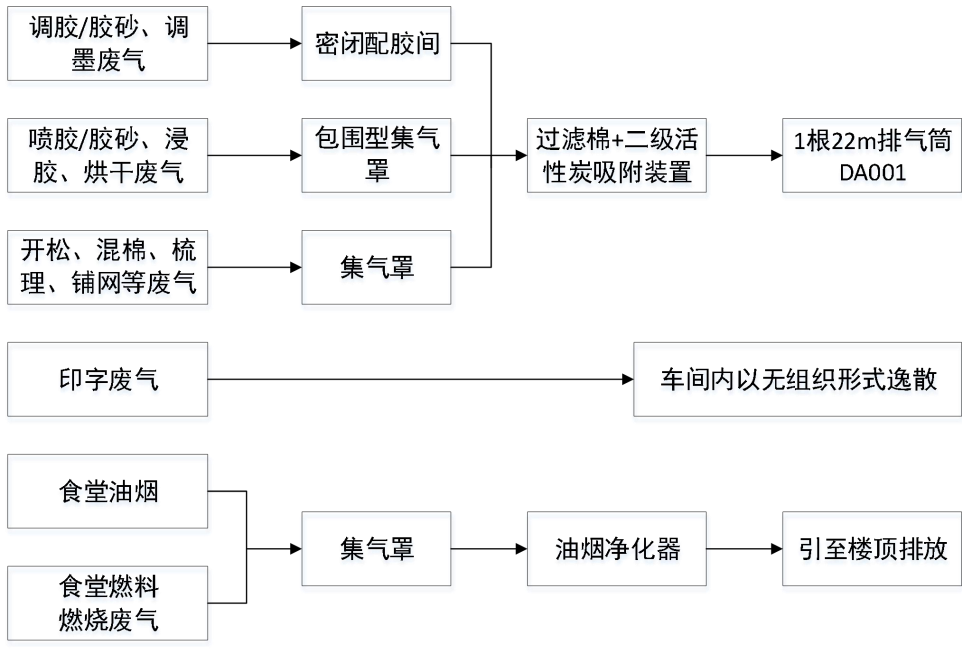 调胶/胶砂、调
墨废气
密闭配胶间
喷胶/胶砂、浸
胶、烘干废气
包围型集气
罩
过滤棉+二级活
性炭吸附装置
1根22m排气筒
DA001
开松、混棉、梳
理、铺网等废气
集气罩
印字废气
车间内以无组织形式逸散
食堂油烟
食堂燃料
燃烧废气
集气罩
油烟净化器
引至楼顶排放